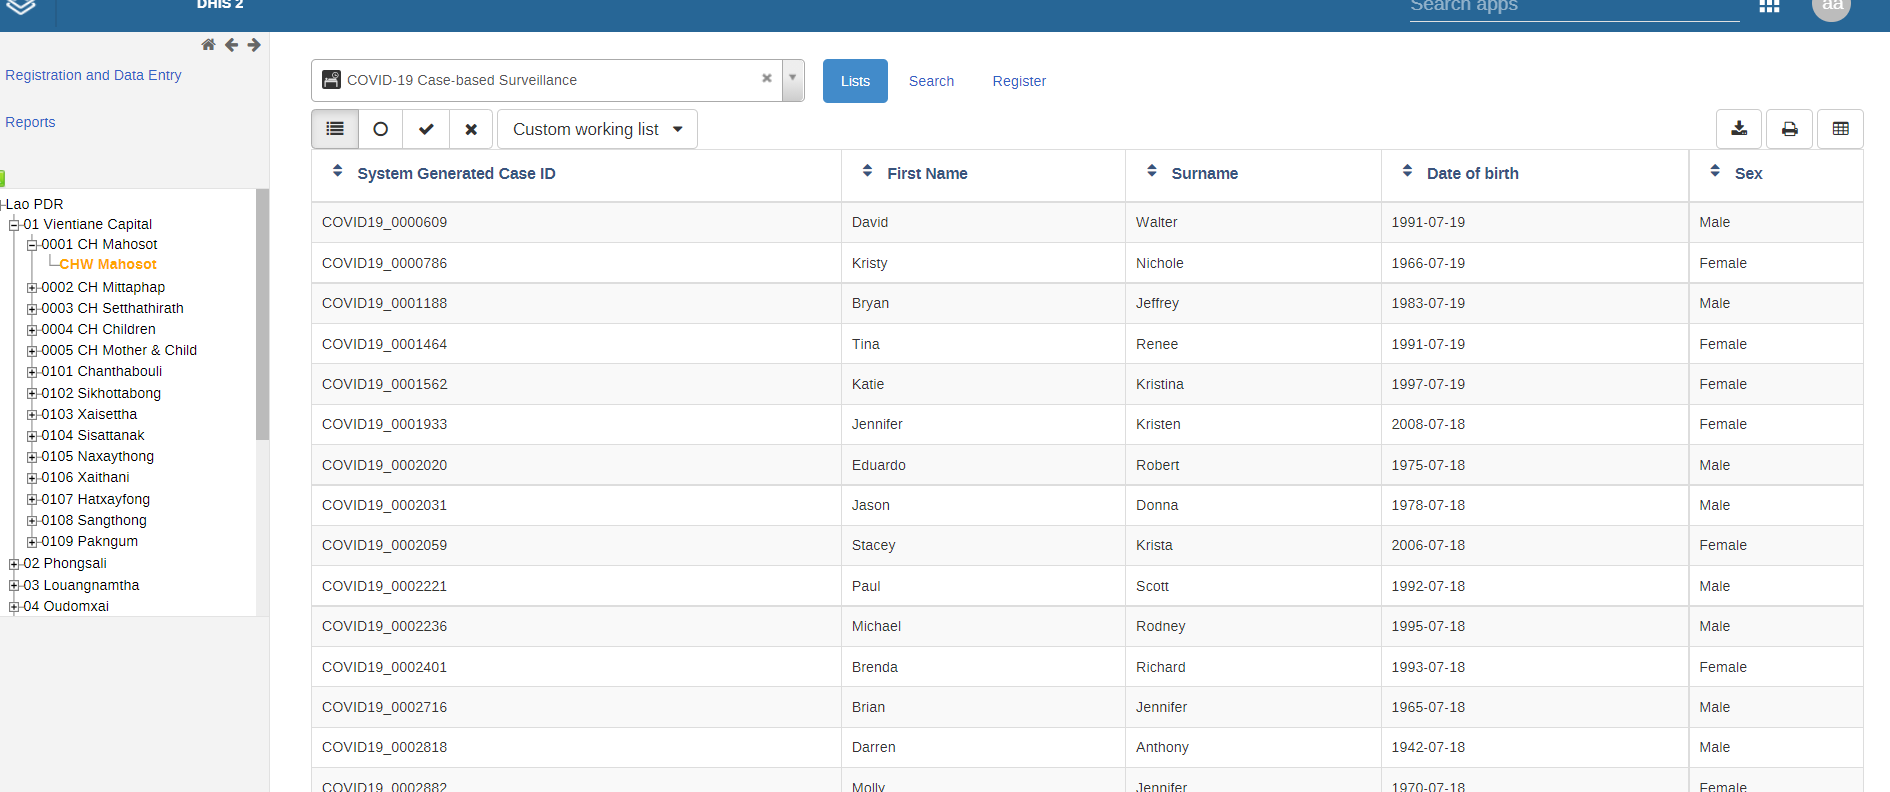 DHIS 2
Search apps
aa
Registration and Data Entry
Reports
Lao PDR
01 Vientiane Capital
0001 CH Mahosot
CHW Mahosot
0002 CH Mittaphap
0003 CH Setthathirath
0004 CH Children
0005 CH Mother & Child
0101 Chanthabouli
0102 Sikhottabong
0103 Xaisettha
0104 Sisattanak
0105 Naxaythong
0106 Xaithani
0107 Hatxayfong
0108 Sangthong
0109 Pakngum
02 Phongsali
03 Louangnamtha
04 Oudomxai
COVID-19 Case-based Surveillance
Lists Search Register
Custom working list
System Generated Case ID First Name Surname Date of birth Sex
COVID19_0000609 David Walter 1991-07-19 Male
COVID19_0000786 Kristy Nichole 1966-07-19 Female
COVID19_0001188 Bryan Jeffrey 1983-07-19 Male
COVID19_0001464 Tina Renee 1991-07-19 Female
COVID19_0001562 Katie Kristina 1997-07-19 Female
COVID19_0001933 Jennifer Kristen 2008-07-18 Female
COVID19_0002020 Eduardo Robert 1975-07-18 Male
COVID19_0002031 Jason Donna 1978-07-18 Male
COVID19_0002059 Stacey Krista 2006-07-18 Female
COVID19_0002221 Paul Scott 1992-07-18 Male
COVID19_0002236 Michael Rodney 1995-07-18 Male
COVID19_0002401 Brenda Richard 1993-07-18 Female
COVID19_0002716 Brian Jennifer 1965-07-18 Male
COVID19_0002818 Darren Anthony 1942-07-18 Male
COVID19_0002882 Molly Jennifer 1970-07-18 Female